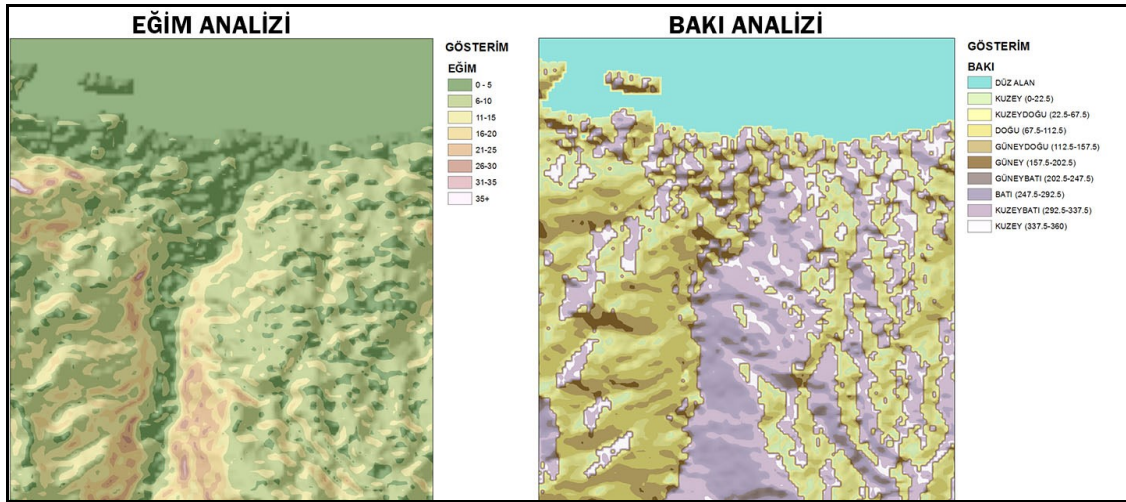 EĞİM ANALİZİ
GÖSTERİM
EĞİM
0 - 5
6-10
11-15
16-20
21-25
26-30
31-35
35+
BAKI ANALİZİ
GÖSTERİM
BAKI
DÜZ ALAN
KUZEY (0-22.5)
KUZEYDOĞU (22.5-67.5)
DOĞU (67.5-112.5)
GÜNEYDOĞU (112.5-157.5)
GÜNEY (157.5-202.5)
GÜNEYBATI (202.5-247.5)
BATI (247.5-292.5)
KUZEYBATI (292.5-337.5)
KUZEY (337.5-360)